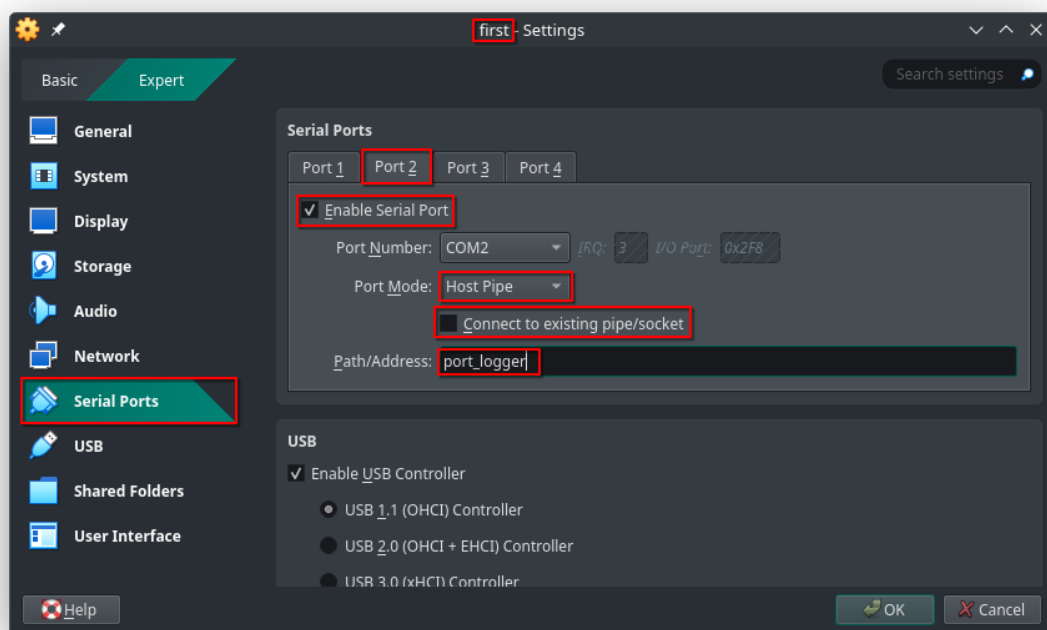 first - Settings
Basic
Expert
Search settings
General
System
Display
Storage
Audio
Network
Serial Ports
USB
Shared Folders
User Interface
Serial Ports
Port 1 Port 2 Port 3 Port 4
Enable Serial Port
Port Number: COM2 IRQ: 3 I/O Port: 0x2F8
Port Mode: Host Pipe
Connect to existing pipe/socket
Path/Address: port_logger
USB
Enable USB Controller
USB 1.1 (OHCI) Controller
USB 2.0 (OHCI + EHCI) Controller
USB 3.0 (xHCI) Controller
Help
OK
Cancel